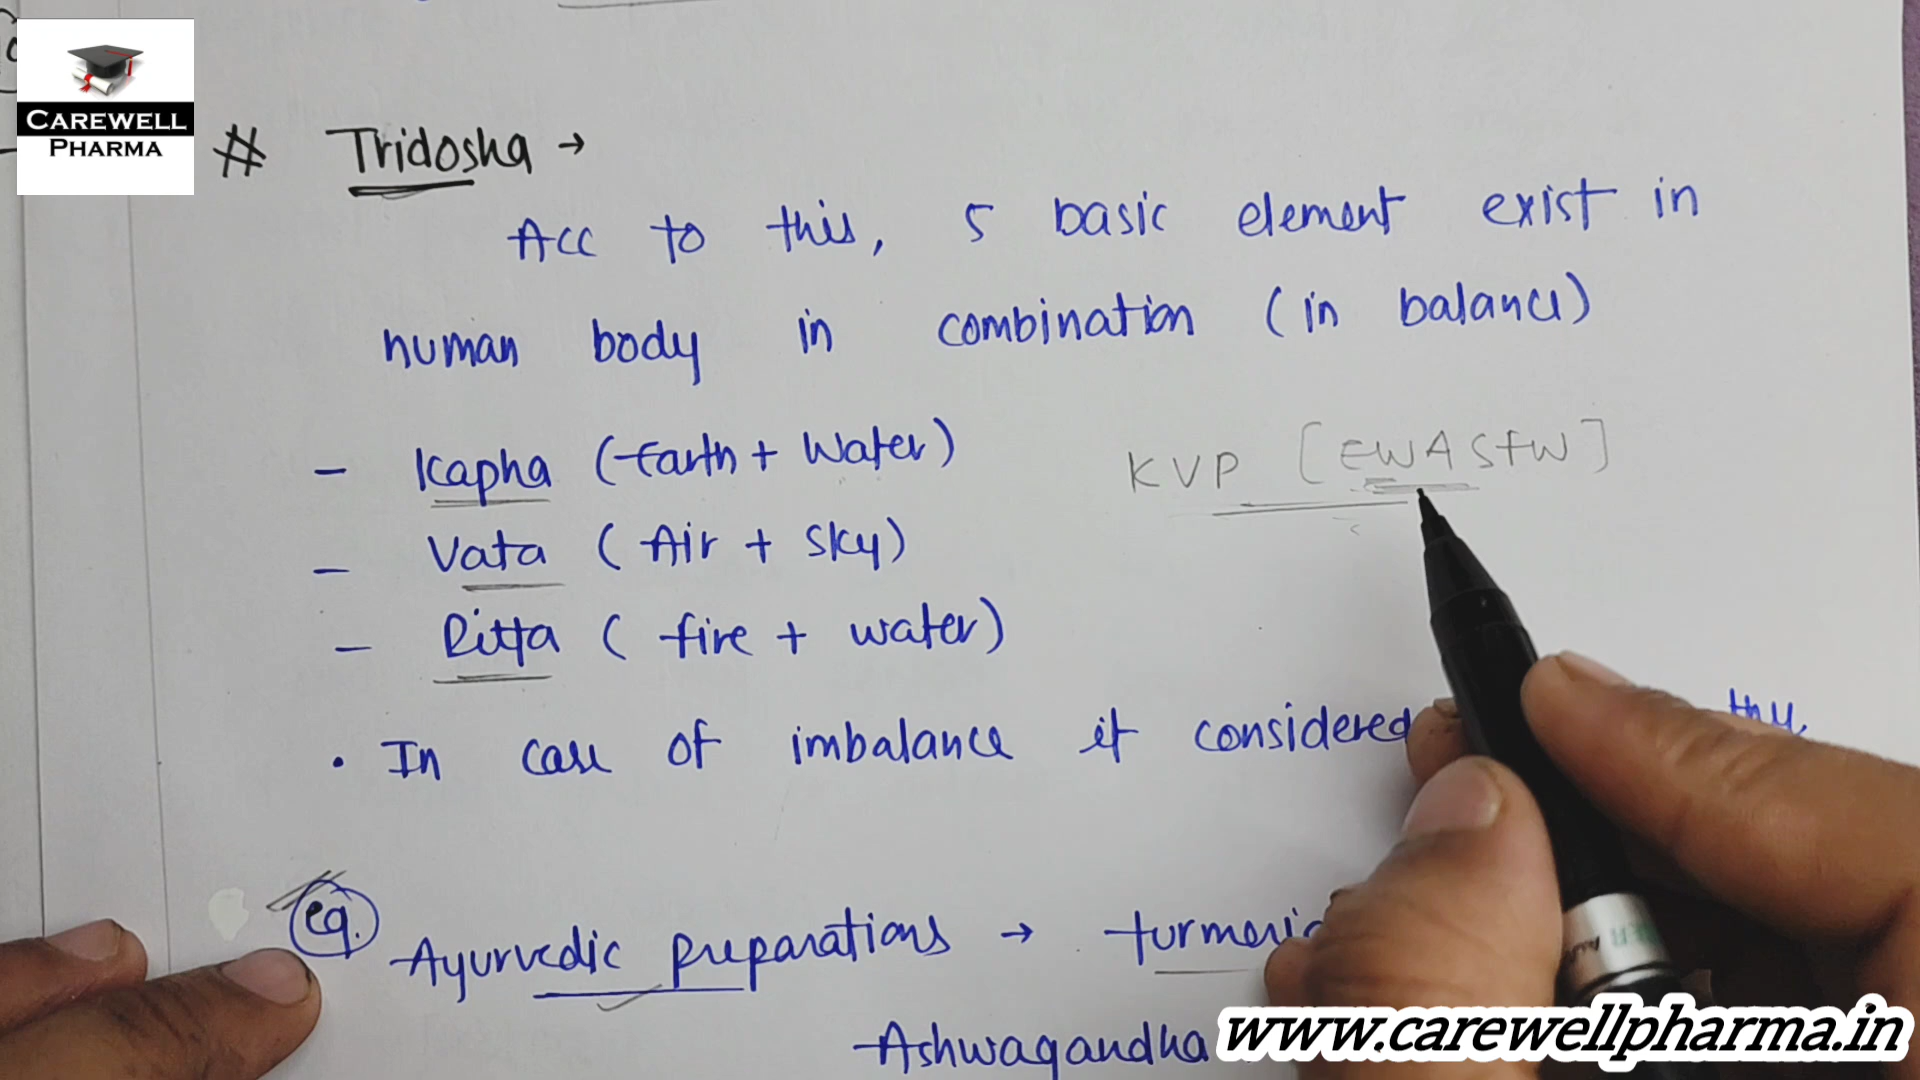 CAREWELL
PHARMA
# Tridosha →
Acc to this, 5 basic element exist in
human body in combination (in balance)
- Kapha (Earth + Water)
KVP [EWASFW]
- Vata (Air + Sky)
- Pitta (fire + water)
• In case of imbalance it considered thy.
eg. Ayurvedic preparations → turmeric
Ashwagandha
www.carewellpharma.in